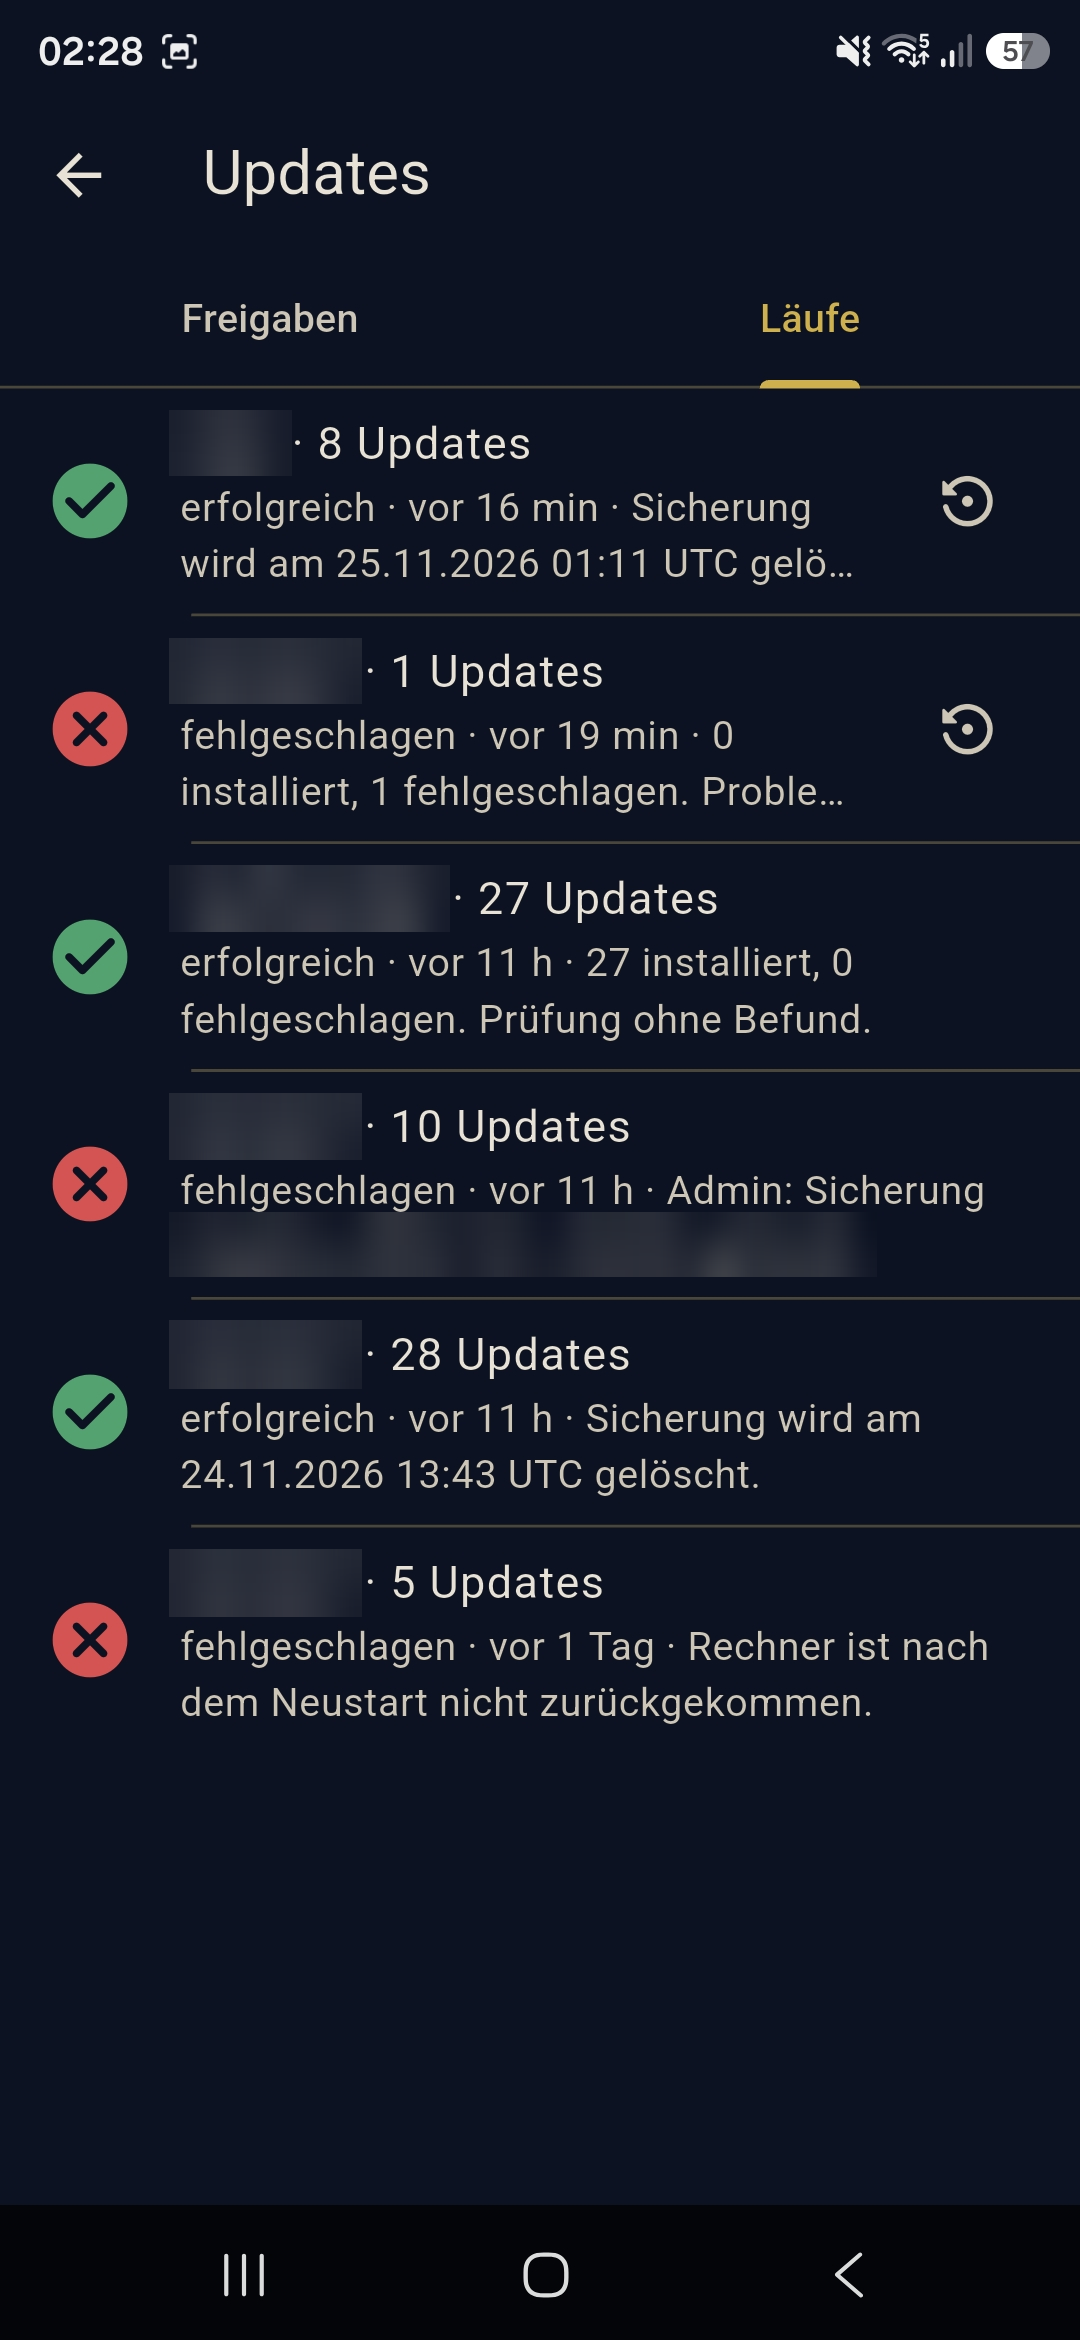 02:28
5
57
Updates
Freigaben
Läufe
· 8 Updates
erfolgreich · vor 16 min · Sicherung
wird am 25.11.2026 01:11 UTC gelö…
· 1 Updates
fehlgeschlagen · vor 19 min · 0
installiert, 1 fehlgeschlagen. Proble…
· 27 Updates
erfolgreich · vor 11 h · 27 installiert, 0
fehlgeschlagen. Prüfung ohne Befund.
· 10 Updates
fehlgeschlagen · vor 11 h · Admin: Sicherung
· 28 Updates
erfolgreich · vor 11 h · Sicherung wird am
24.11.2026 13:43 UTC gelöscht.
· 5 Updates
fehlgeschlagen · vor 1 Tag · Rechner ist nach
dem Neustart nicht zurückgekommen.